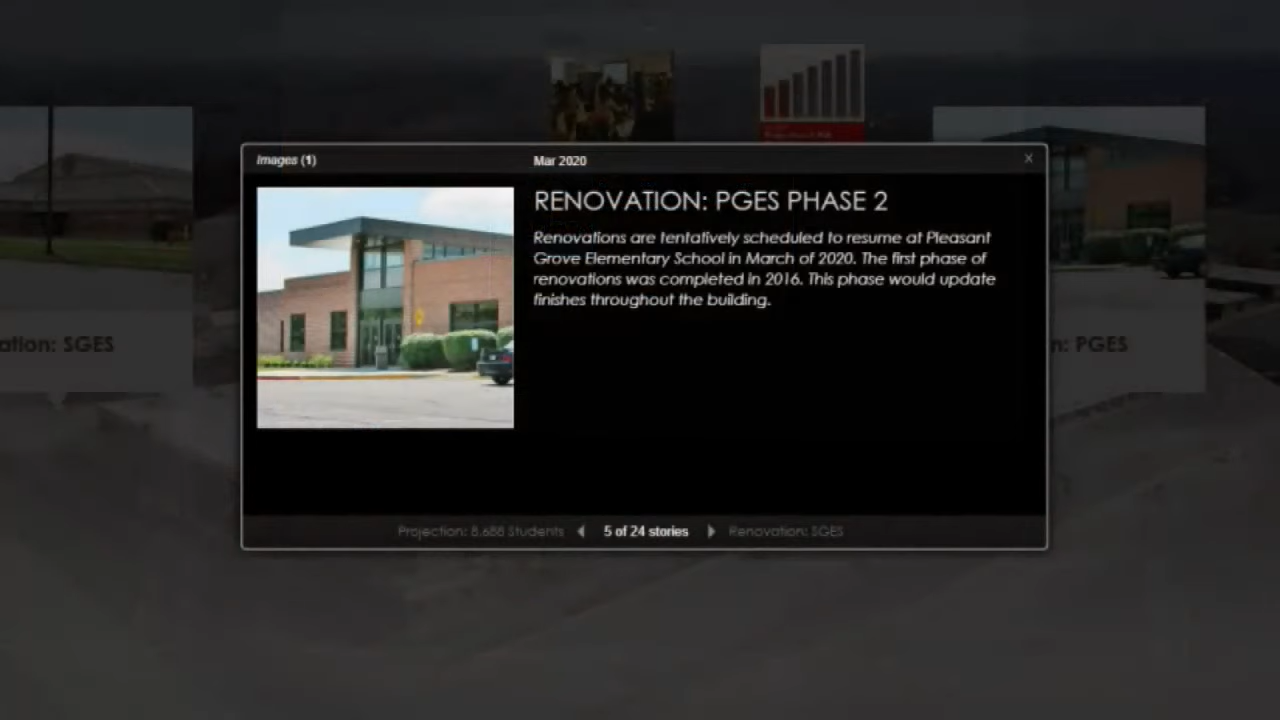 Images (1)
Mar 2020
X
RENOVATION: PGES PHASE 2
Renovations are tentatively scheduled to resume at Pleasant
Grove Elementary School in March of 2020. The first phase of
renovations was completed in 2016. This phase would update
finishes throughout the building.
ation: SGES
n: PGES
Projection: 8,688 Students
5 of 24 stories
Renovation: SGES